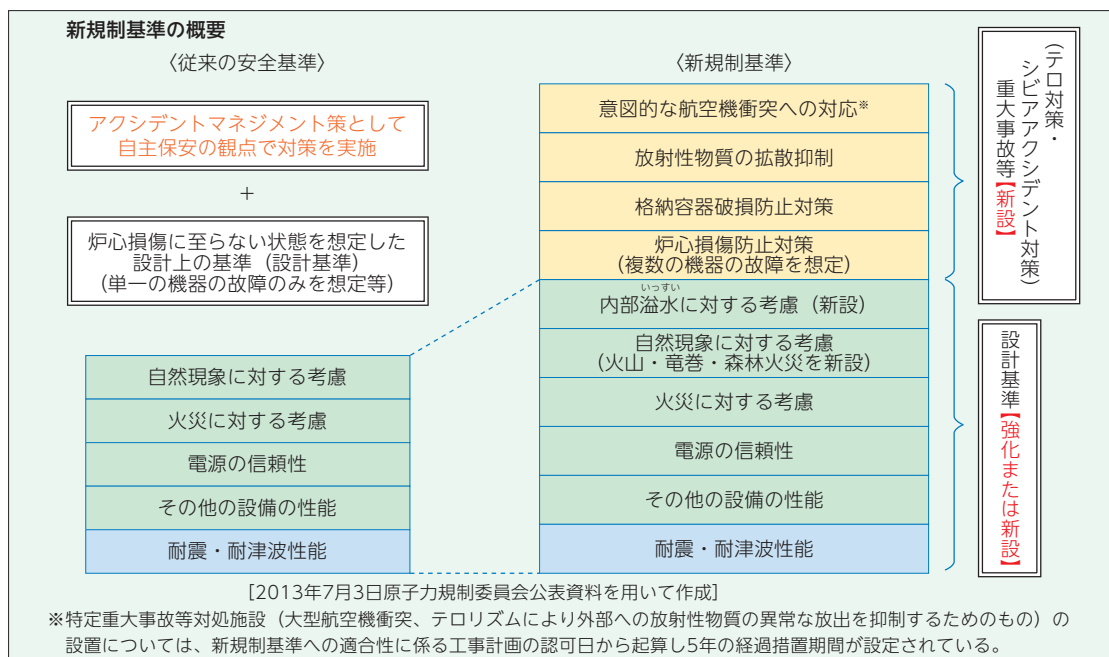 新規制基準の概要
〈従来の安全基準〉
アクシデントマネジメント策として
自主保安の観点で対策を実施
+
炉心損傷に至らない状態を想定した
設計上の基準（設計基準）
(単一の機器の故障のみを想定等)
自然現象に対する考慮
火災に対する考慮
電源の信頼性
その他の設備の性能
耐震・耐津波性能
〈新規制基準〉
意図的な航空機衝突への対応※
放射性物質の拡散抑制
格納容器破損防止対策
炉心損傷防止対策
(複数の機器の故障を想定)
いっすい
内部溢水に対する考慮（新設）
自然現象に対する考慮
(火山・竜巻・森林火災を新設)
火災に対する考慮
電源の信頼性
その他の設備の性能
耐震・耐津波性能
(テロ対策・
シビアアクシデント対策)
重大事故等【新設】
設計基準【強化または新設】
[2013年7月3日原子力規制委員会公表資料を用いて作成]
※特定重大事故等対処施設（大型航空機衝突、テロリズムにより外部への放射性物質の異常な放出を抑制するためのもの）の
設置については、新規制基準への適合性に係る工事計画の認可日から起算し5年の経過措置期間が設定されている。